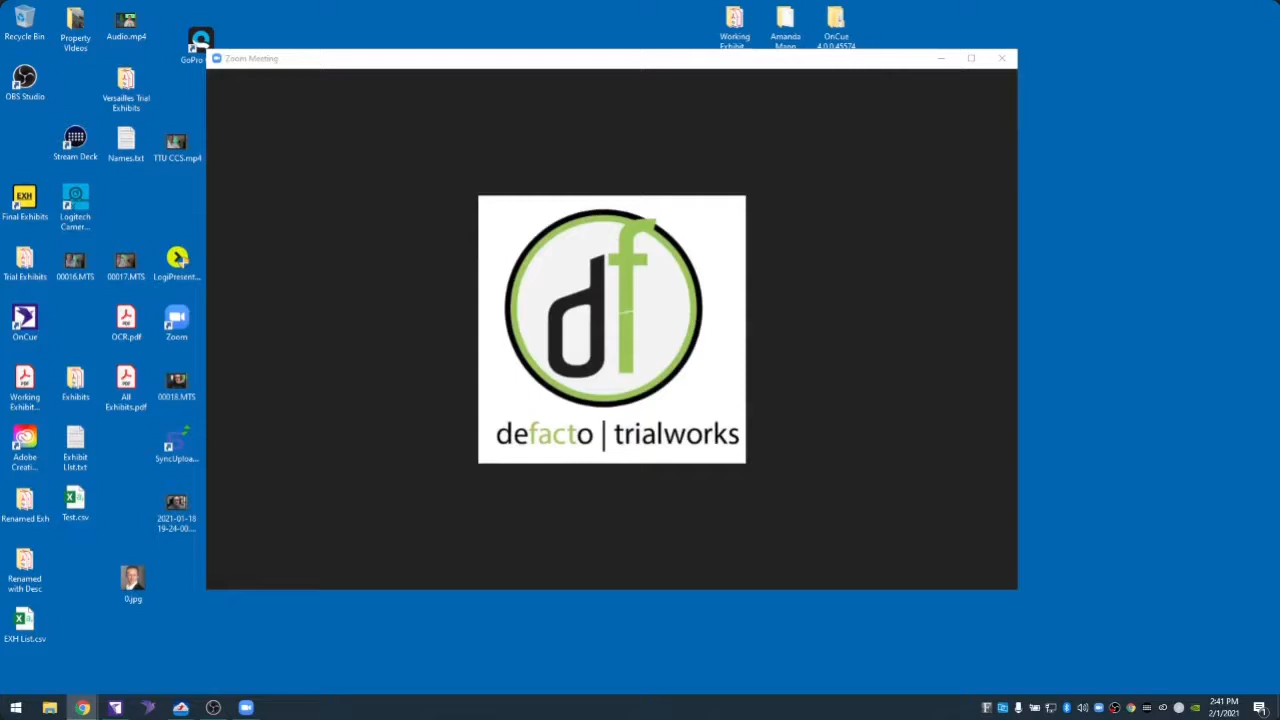 Recycle Bin
Property
Videos
Audio.mp4
GoPro
Working
Exhibit...
Amanda
Mann
OnCue
4.0.0.45574
Zoom Meeting
OBS Studio
Versailles Trial
Exhibits
Stream Deck
Names.txt
TTU CCS.mp4
EXH
Final Exhibits
Logitech
Camer...
Trial Exhibits
00016.MTS
00017.MTS
LogiPresent...
OnCue
OCR.pdf
Zoom
Working
Exhibit...
Exhibits
All
Exhibits.pdf
00018.MTS
Adobe
Creati...
Exhibit
List.txt
SyncUploa...
Renamed Exh
Test.csv
2021-01-18
19-24-00....
Renamed
with Desc
0.jpg
EXH List.csv
df
defacto | trialworks
2:41 PM
2/1/2021